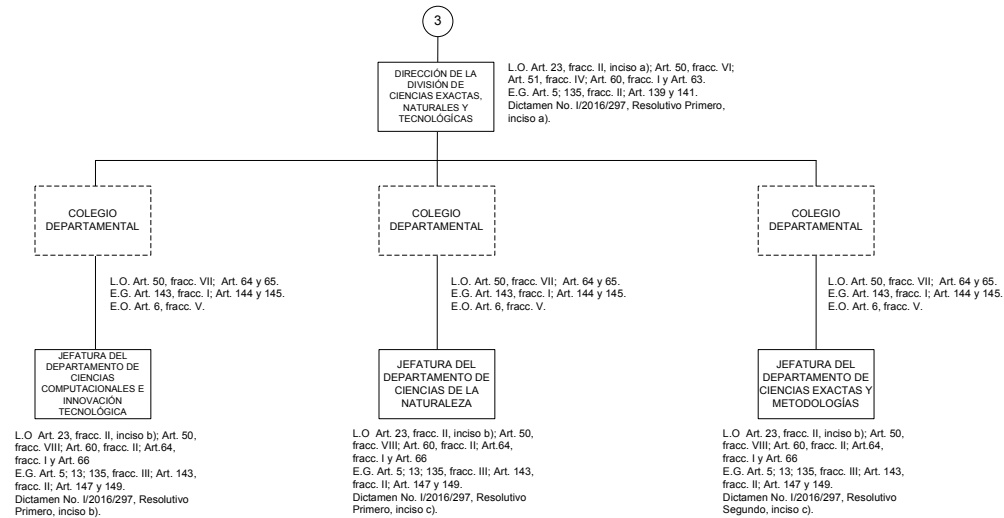 3
DIRECCIÓN DE LA
DIVISIÓN DE
CIENCIAS EXACTAS,
NATURALES Y
TECNOLÓGÍCAS
L.O. Art. 23, fracc. II, inciso a); Art. 50, fracc. VI;
Art. 51, fracc. IV; Art. 60, fracc. I y Art. 63.
E.G. Art. 5; 135, fracc. II; Art. 139 y 141.
Dictamen No. I/2016/297, Resolutivo Primero,
inciso a).
COLEGIO
DEPARTAMENTAL
L.O. Art. 50, fracc. VII; Art. 64 y 65.
E.G. Art. 143, fracc. I; Art. 144 y 145.
E.O. Art. 6, fracc. V.
JEFATURA DEL
DEPARTAMENTO DE
CIENCIAS
COMPUTACIONALES E
INNOVACIÓN
TECNOLÓGICA
L.O Art. 23, fracc. II, inciso b); Art. 50,
fracc. VIII; Art. 60, fracc. II; Art.64,
fracc. I y Art. 66
E.G. Art. 5; 13; 135, fracc. III; Art. 143,
fracc. II; Art. 147 y 149.
Dictamen No. I/2016/297, Resolutivo
Primero, inciso b).
COLEGIO
DEPARTAMENTAL
L.O. Art. 50, fracc. VII; Art. 64 y 65.
E.G. Art. 143, fracc. I; Art. 144 y 145.
E.O. Art. 6, fracc. V.
JEFATURA DEL
DEPARTAMENTO DE
CIENCIAS DE LA
NATURALEZA
L.O Art. 23, fracc. II, inciso b); Art. 50,
fracc. VIII; Art. 60, fracc. II; Art.64,
fracc. I y Art. 66
E.G. Art. 5; 13; 135, fracc. III; Art. 143,
fracc. II; Art. 147 y 149.
Dictamen No. I/2016/297, Resolutivo
Primero, inciso c).
COLEGIO
DEPARTAMENTAL
L.O. Art. 50, fracc. VII; Art. 64 y 65.
E.G. Art. 143, fracc. I; Art. 144 y 145.
E.O. Art. 6, fracc. V.
JEFATURA DEL
DEPARTAMENTO DE
CIENCIAS EXACTAS Y
METODOLOGÍAS
L.O Art. 23, fracc. II, inciso b); Art. 50,
fracc. VIII; Art. 60, fracc. II; Art.64,
fracc. I y Art. 66
E.G. Art. 5; 13; 135, fracc. III; Art. 143,
fracc. II; Art. 147 y 149.
Dictamen No. I/2016/297, Resolutivo
Segundo, inciso c).